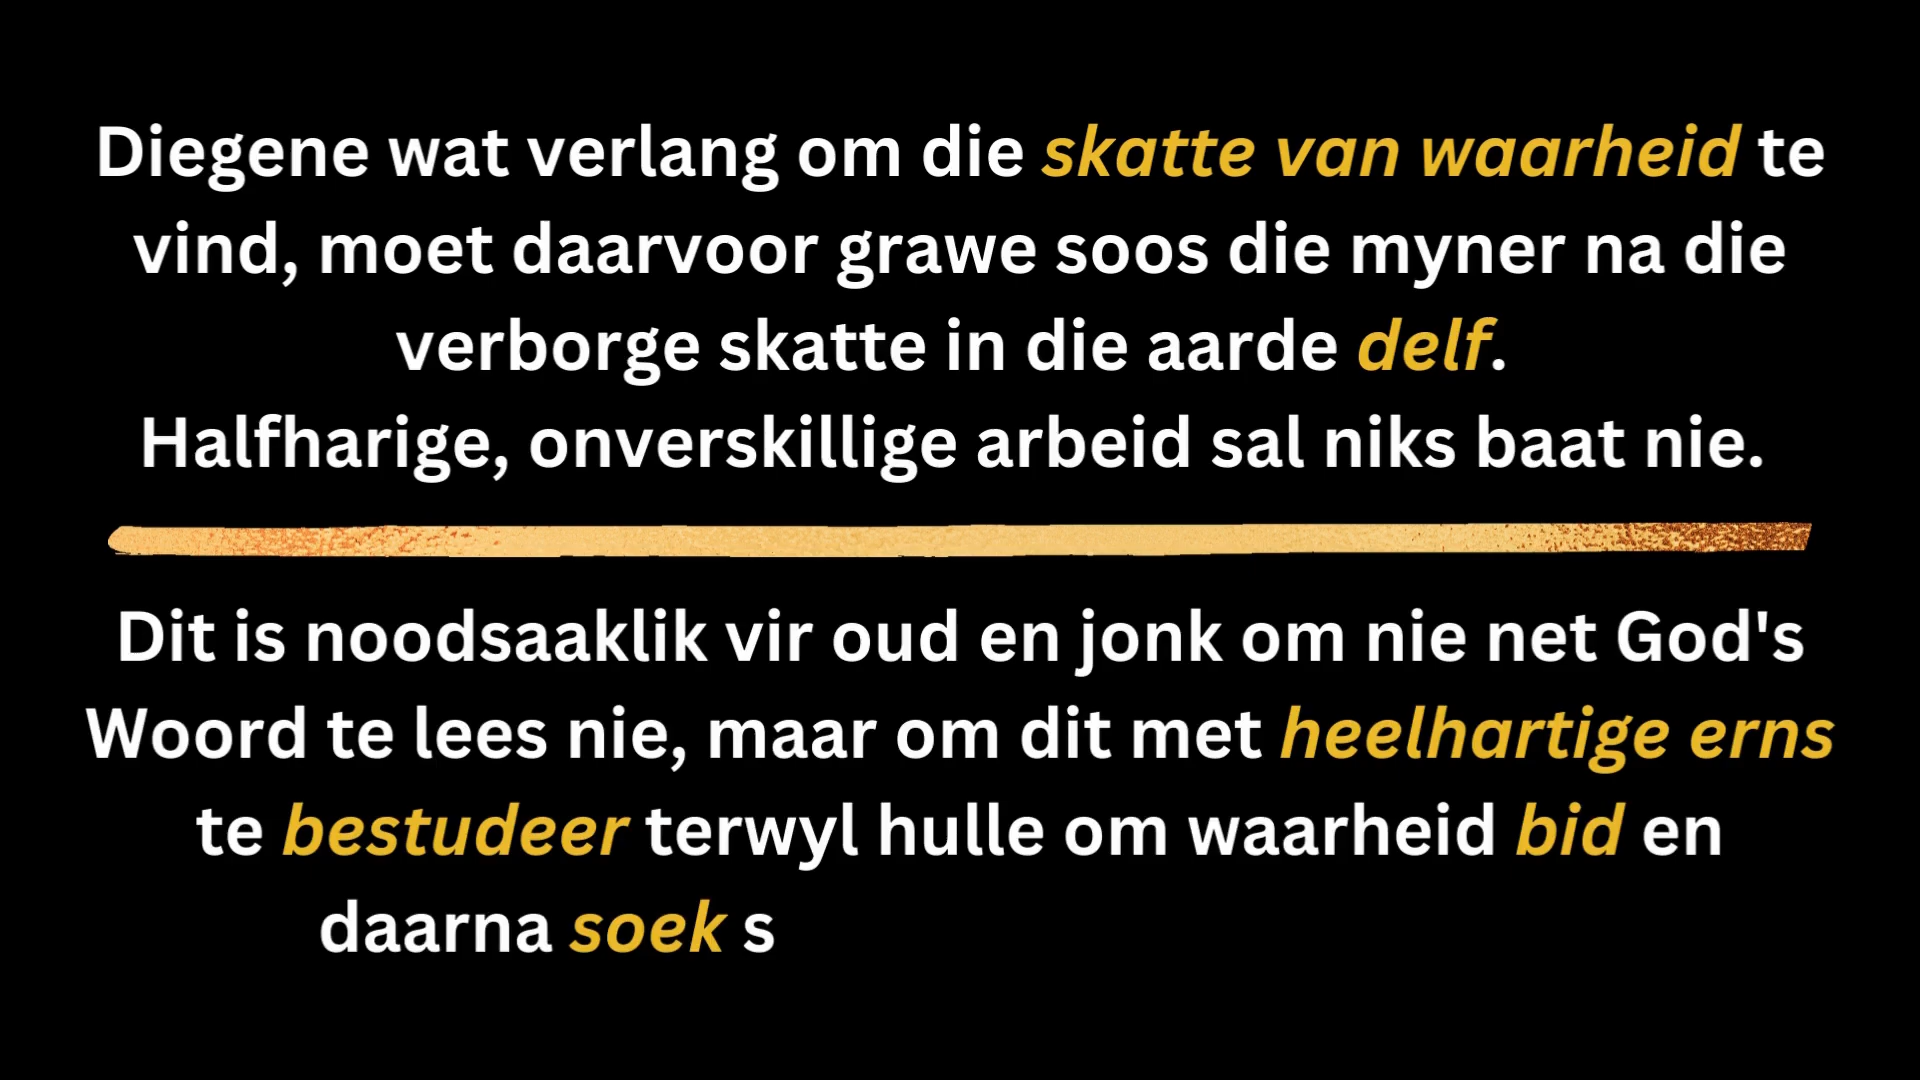 Diegene wat verlang om die skatte van waarheid te
vind, moet daarvoor grawe soos die myner na die
verborge skatte in die aarde delf.
Halfharige, onverskillige arbeid sal niks baat nie.
Dit is noodsaaklik vir oud en jonk om nie net God's
Woord te lees nie, maar om dit met heelhartige erns
te bestudeer terwyl hulle om waarheid bid en
daarna soek s